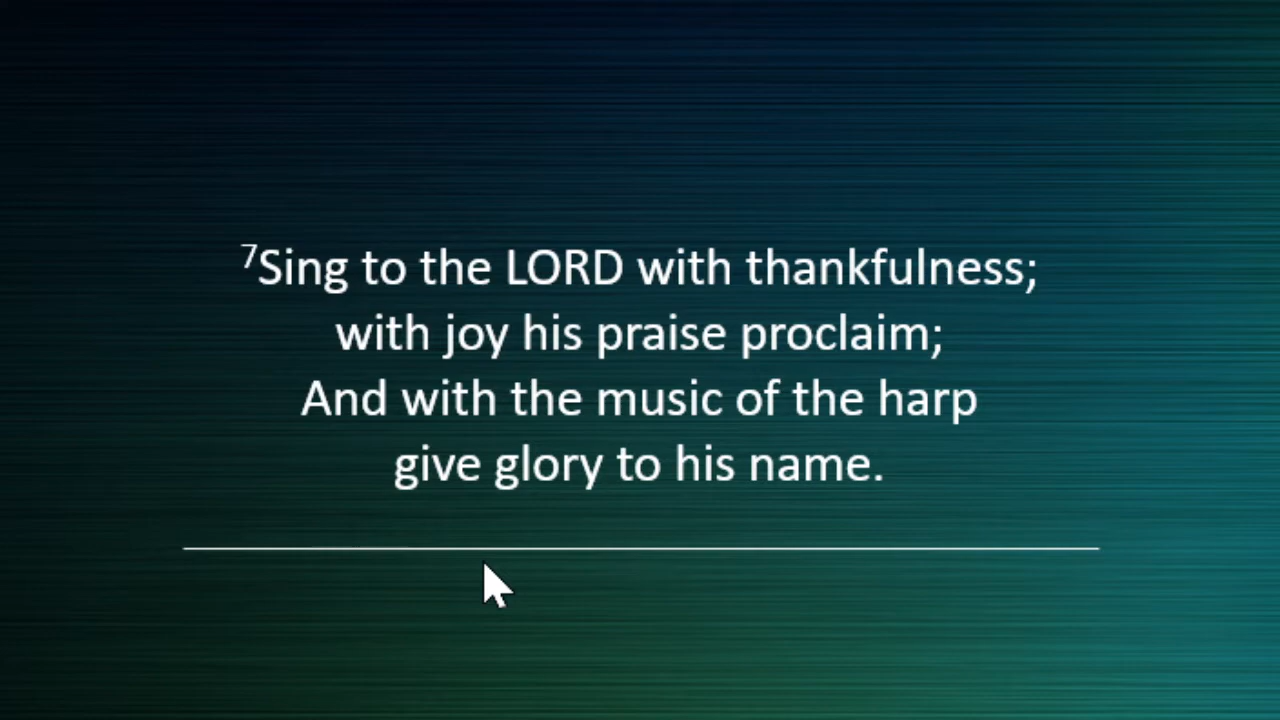 ⁷Sing to the LORD with thankfulness;
with joy his praise proclaim;
And with the music of the harp
give glory to his name.